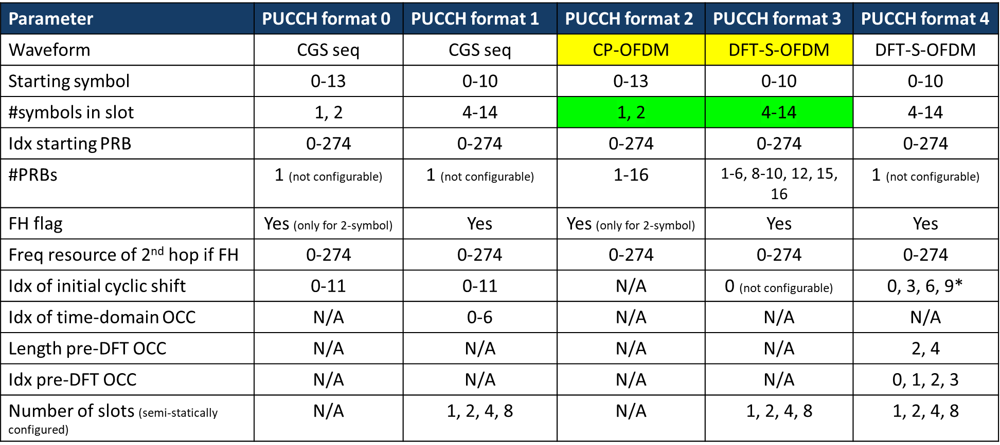 Parameter PUCCH format 0 PUCCH format 1 PUCCH format 2 PUCCH format 3 PUCCH format 4
Waveform CGS seq CGS seq CP-OFDM DFT-S-OFDM DFT-S-OFDM
Starting symbol 0-13 0-10 0-13 0-10 0-10
#symbols in slot 1, 2 4-14 1, 2 4-14 4-14
Idx starting PRB 0-274 0-274 0-274 0-274 0-274
#PRBs 1 (not configurable) 1 (not configurable) 1-16 1-6, 8-10, 12, 15, 1 (not configurable)
16
FH flag Yes (only for 2-symbol) Yes Yes (only for 2-symbol) Yes Yes
Freq resource of 2nd hop if FH 0-274 0-274 0-274 0-274 0-274
Idx of initial cyclic shift 0-11 0-11 N/A 0 (not configurable) 0, 3, 6, 9*
Idx of time-domain OCC N/A 0-6 N/A N/A N/A
Length pre-DFT OCC N/A N/A N/A N/A 2, 4
Idx pre-DFT OCC N/A N/A N/A N/A 0, 1, 2, 3
Number of slots (semi-statically N/A 1, 2, 4, 8 N/A 1, 2, 4, 8 1, 2, 4, 8
configured)